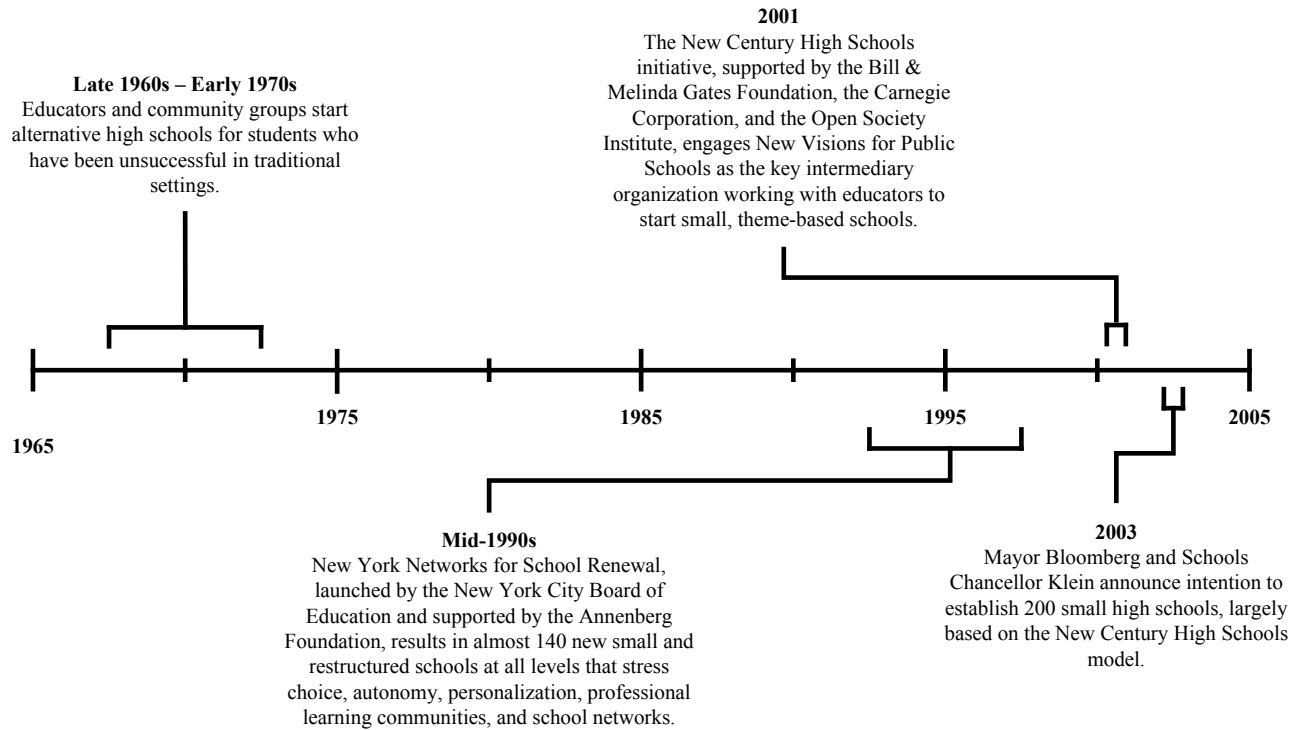 Late 1960s – Early 1970s
Educators and community groups start
alternative high schools for students who
have been unsuccessful in traditional
settings.
2001
The New Century High Schools
initiative, supported by the Bill &
Melinda Gates Foundation, the Carnegie
Corporation, and the Open Society
Institute, engages New Visions for Public
Schools as the key intermediary
organization working with educators to
start small, theme-based schools.
1965
1975
1985
1995
2005
Mid-1990s
New York Networks for School Renewal,
launched by the New York City Board of
Education and supported by the Annenberg
Foundation, results in almost 140 new small and
restructured schools at all levels that stress
choice, autonomy, personalization, professional
learning communities, and school networks.
2003
Mayor Bloomberg and Schools
Chancellor Klein announce intention to
establish 200 small high schools, largely
based on the New Century High Schools
model.